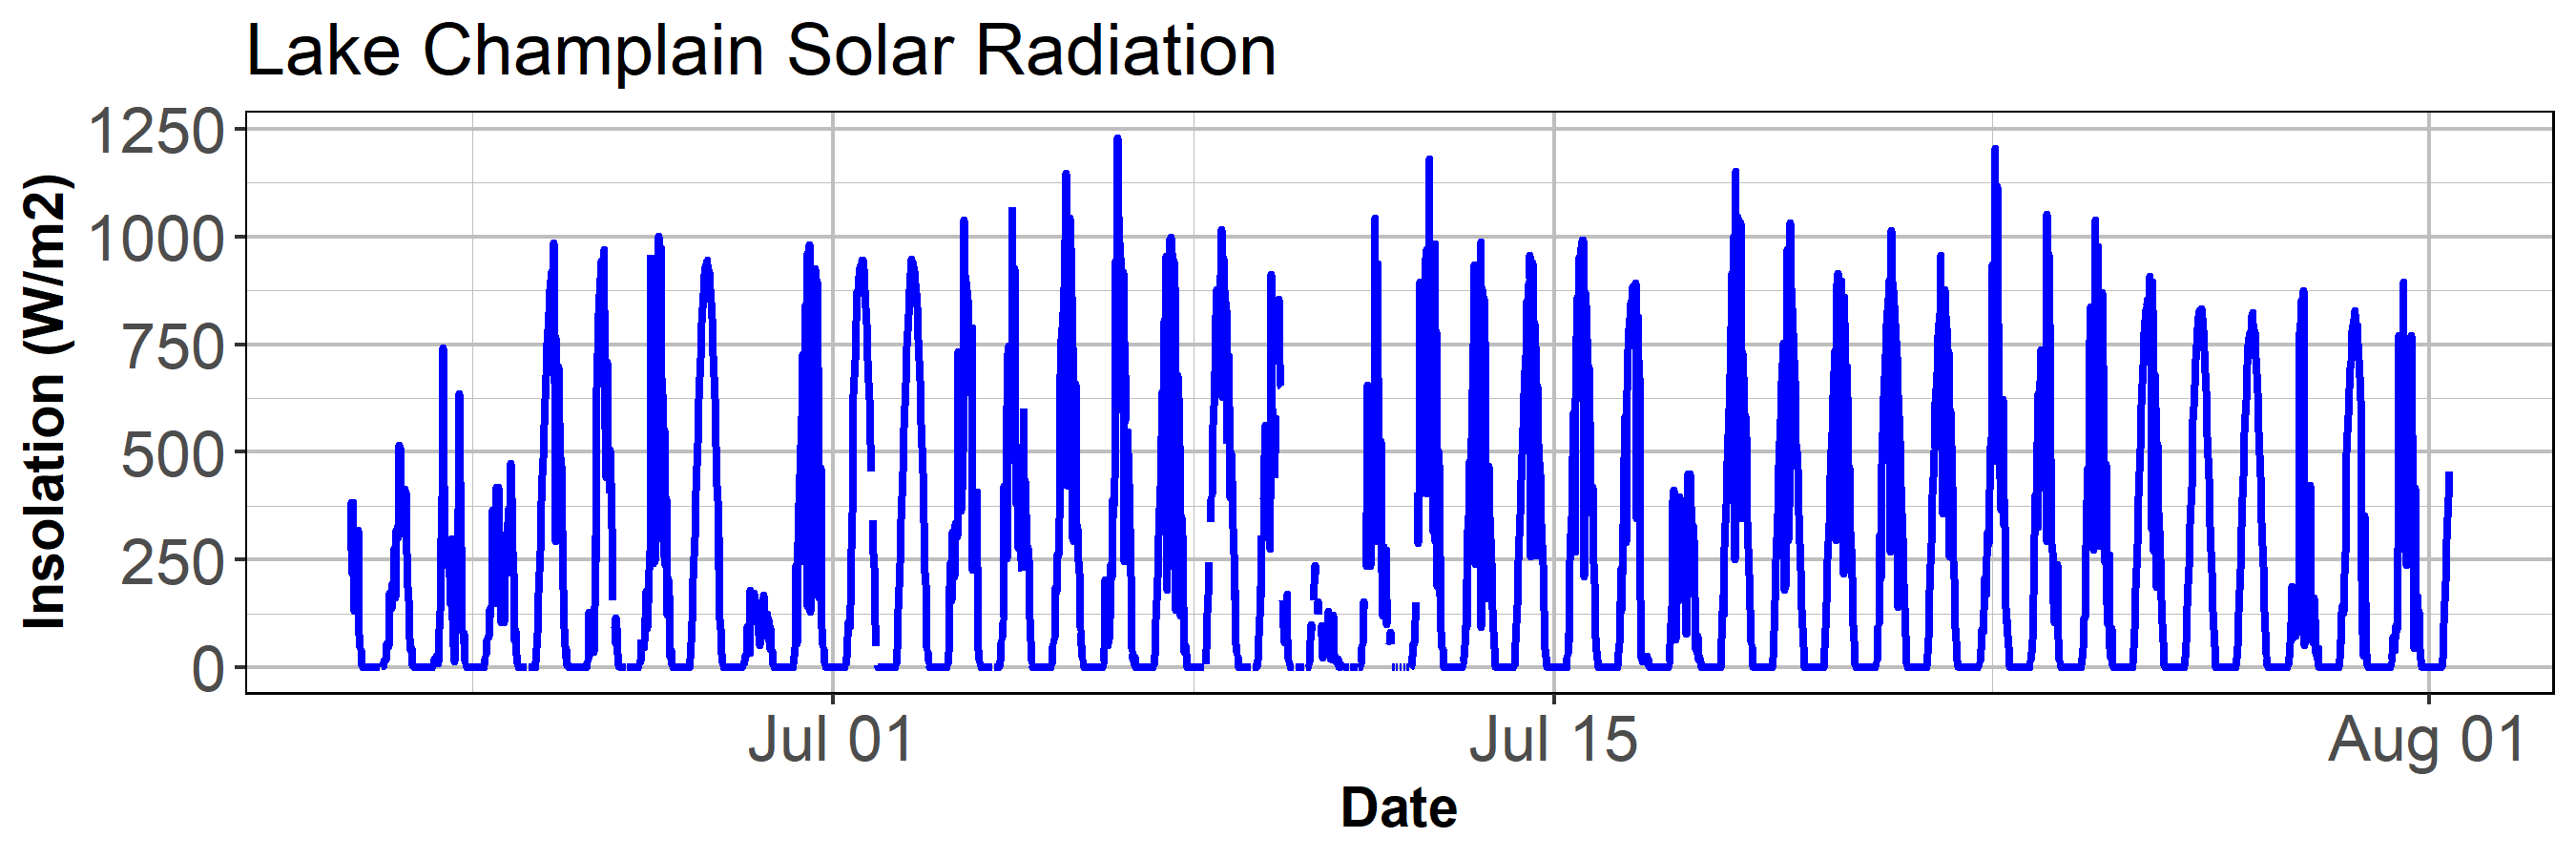 Lake Champlain Solar Radiation
Insolation (W/m2)
1250
1000
750
500
250
0
Jul 01
Jul 15
Aug 01
Date